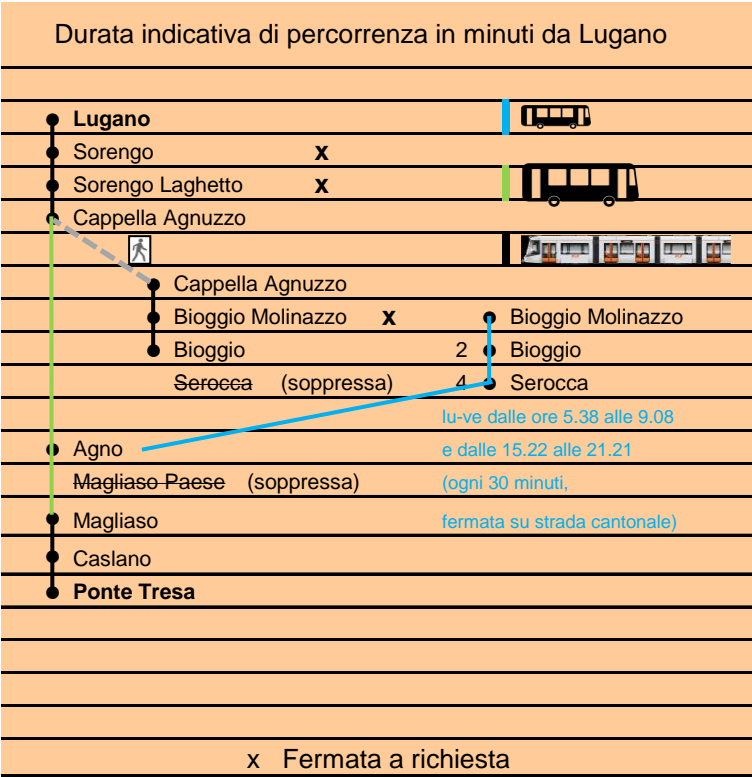 Durata indicativa di percorrenza in minuti da Lugano
Lugano
Sorengo x
Sorengo Laghetto x
Cappella Agnuzzo
Cappella Agnuzzo
Bioggio Molinazzo x Bioggio Molinazzo
Bioggio 2 Bioggio
Serocca (soppressa) 4 Serocca
lu-ve dalle ore 5.38 alle 9.08
Agno e dalle 15.22 alle 21.21
Magliaso Paese (soppressa) (ogni 30 minuti,
Magliaso fermata su strada cantonale)
Caslano
Ponte Tresa
x Fermata a richiesta